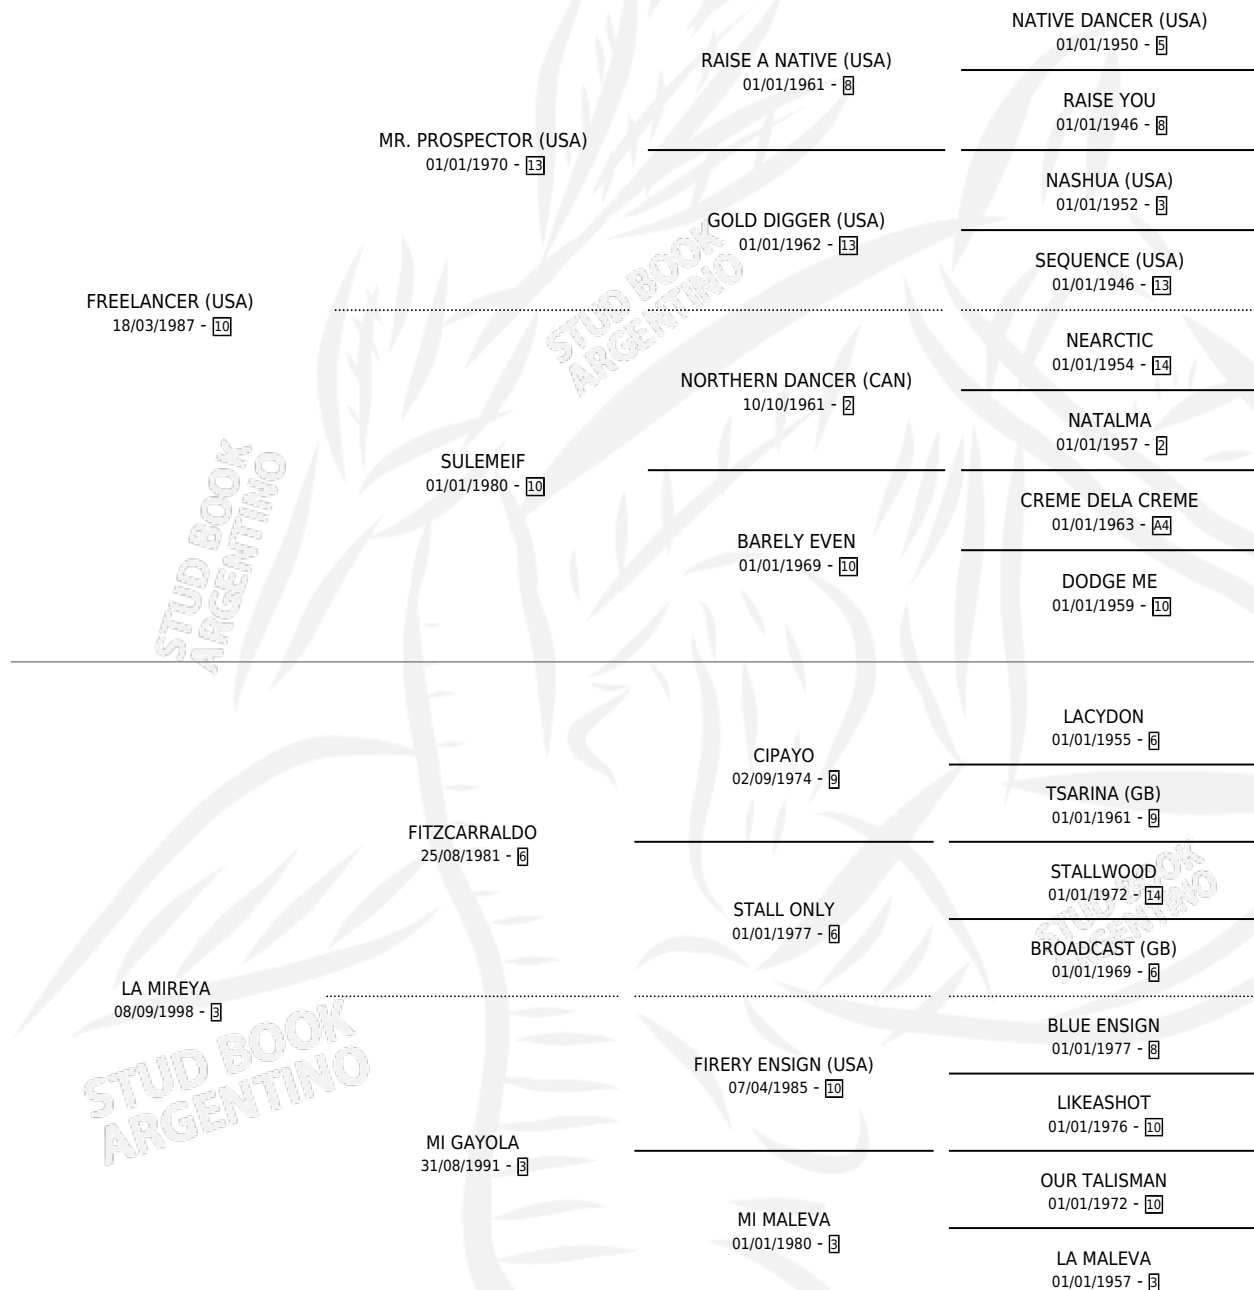 NATIVE DANCER (USA)
01/01/1950 - 5
RAISE A NATIVE (USA)
01/01/1961 - 8
RAISE YOU
01/01/1946 - 8
MR. PROSPECTOR (USA)
01/01/1970 - 13
NASHUA (USA)
01/01/1952 - 3
GOLD DIGGER (USA)
01/01/1962 - 13
SEQUENCE (USA)
01/01/1946 - 13
FREELANCER (USA)
18/03/1987 - 10
NEARCTIC
01/01/1954 - 14
NORTHERN DANCER (CAN)
10/10/1961 - 2
NATALMA
01/01/1957 - 2
SULEMEIF
01/01/1980 - 10
CREME DELA CREME
01/01/1963 - A4
BARELY EVEN
01/01/1969 - 10
DODGE ME
01/01/1959 - 10
STUD BOOK
ARGENTINO
STUD BOOK
ARGENTINO
LACYDON
01/01/1955 - 6
CIPAYO
02/09/1974 - 9
TSARINA (GB)
01/01/1961 - 9
FITZCARRALDO
25/08/1981 - 6
STALLWOOD
01/01/1972 - 14
STALL ONLY
01/01/1977 - 6
BROADCAST (GB)
01/01/1969 - 6
LA MIREYA
08/09/1998 - 3
BLUE ENSIGN
01/01/1977 - 8
FIRERY ENSIGN (USA)
07/04/1985 - 10
LIKEASHOT
01/01/1976 - 10
MI GAYOLA
31/08/1991 - 3
OUR TALISMAN
01/01/1972 - 10
MI MALEVA
01/01/1980 - 3
LA MALEVA
01/01/1957 - 3
STUD BOOK
ARGENTINO
STUD BOOK
ARGENTINO